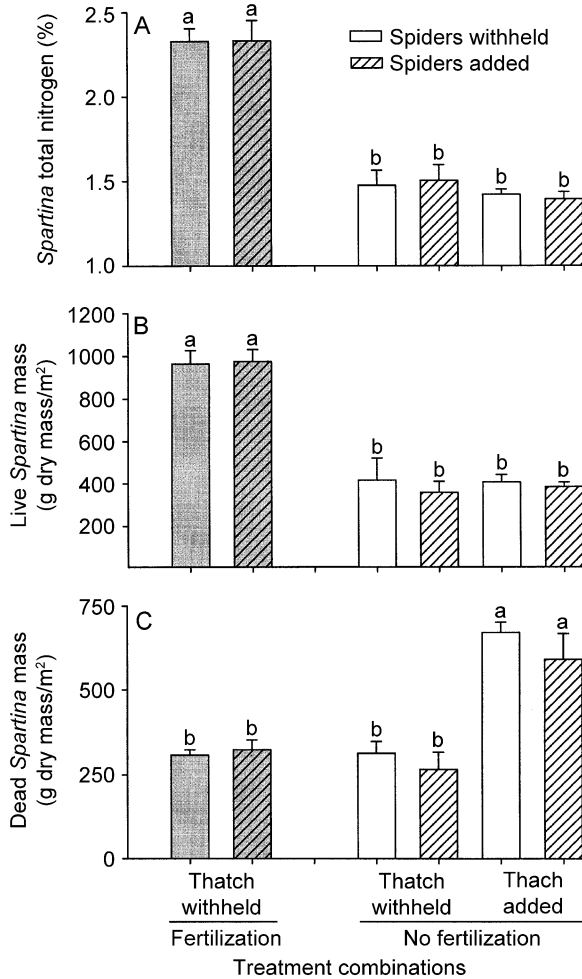 A
Spartina total nitrogen (%)
2.5
2.0
1.5
1.0
a
a
b
b
b
b
Spiders withheld
Spiders added
B
Live Spartina mass
(g dry mass/m²)
1200
1000
800
600
400
200
a
a
b
b
b
b
C
Dead Spartina mass
(g dry mass/m²)
750
500
250
0
b
b
b
b
a
a
Thatch
withheld
Thatch
withheld
Thach
added
Fertilization
No fertilization
Treatment combinations